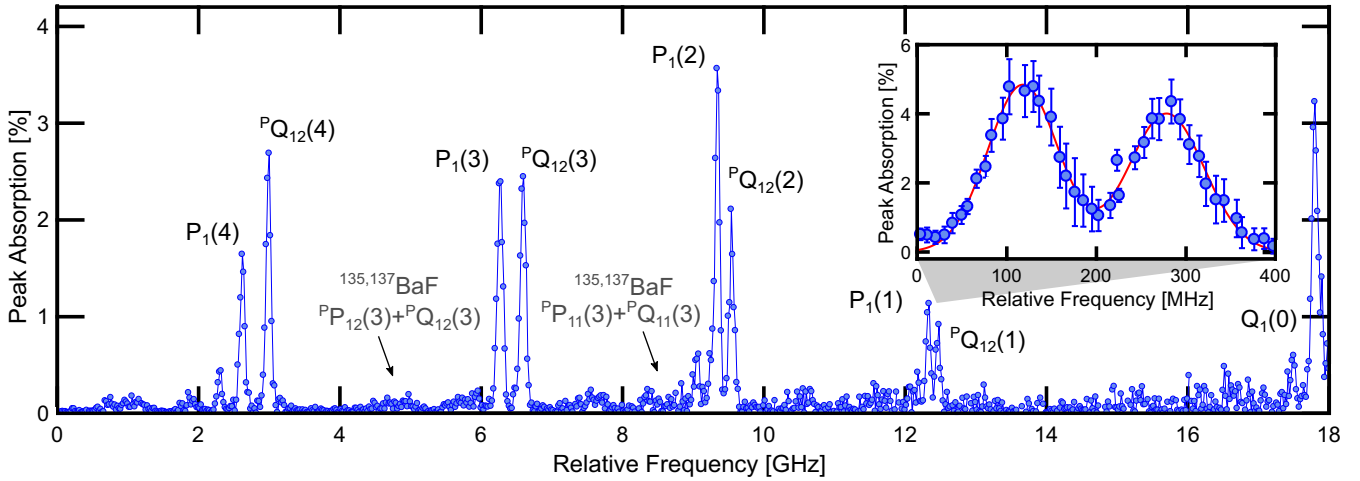 Peak Absorption [%]
4
3
2
1
0
P₁(4)
ᴾQ₁₂(4)
¹³⁵,¹³⁷BaF
ᴾP₁₂(3)+ᴾQ₁₂(3)
P₁(3)
ᴾQ₁₂(3)
¹³⁵,¹³⁷BaF
ᴾP₁₁(3)+ᴾQ₁₁(3)
P₁(2)
ᴾQ₁₂(2)
P₁(1)
ᴾQ₁₂(1)
Q₁(0)
Peak Absorption [%]
6
4
2
0
0 100 200 300 400
Relative Frequency [MHz]
0 2 4 6 8 10 12 14 16 18
Relative Frequency [GHz]